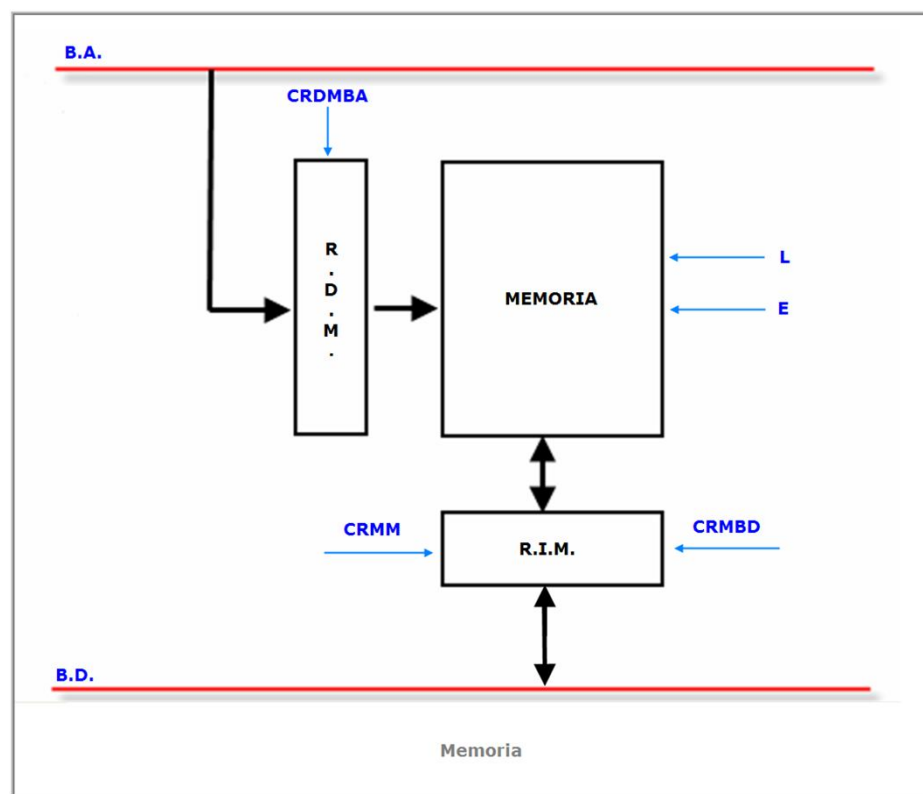 B.A.
CRDMBA
R
.
D
.
M
.
MEMORIA
L
E
CRMM
R.I.M.
CRMBD
B.D.
Memoria